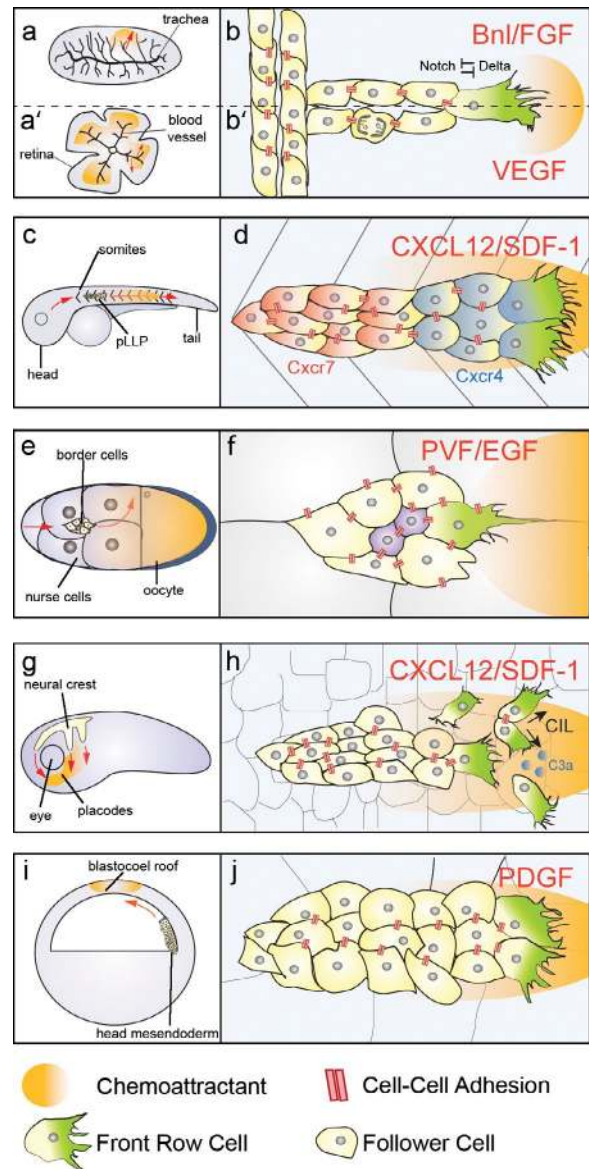 a
trachea
b
Bnl/FGF
Notch
Delta
a'
blood
vessel
retina
b'
VEGF
c
somites
pLLP
tail
head
d
CXCL12/SDF-1
Cxcr7
Cxcr4
e
border cells
nurse cells
oocyte
f
PVF/EGF
g
neural crest
eye
placodes
h
CXCL12/SDF-1
CIL
C3a
i
blastocoel roof
head mesendoderm
j
PDGF
Chemoattractant
Cell-Cell Adhesion
Front Row Cell
Follower Cell